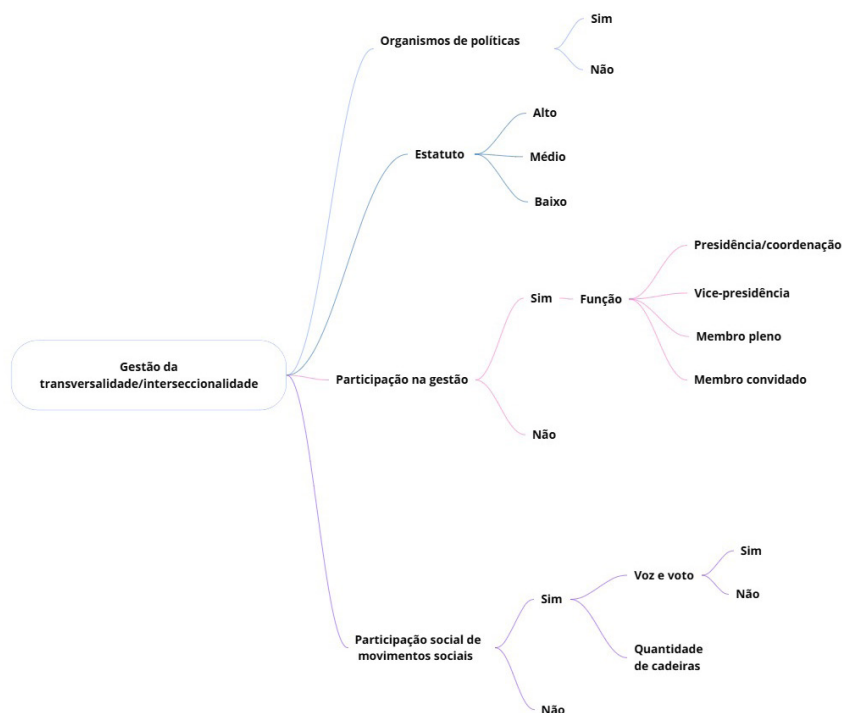 Sim
Organismos de políticas
Não
Alto
Estatuto
Médio
Baixo
Presidência/coordenação
Sim
Função
Vice-presidência
Membro pleno
Gestão da
transversalidade/interseccionalidade
Participação na gestão
Membro convidado
Não
Sim
Voz e voto
Não
Sim
Participação social de
movimentos sociais
Quantidade
de cadeiras
Não